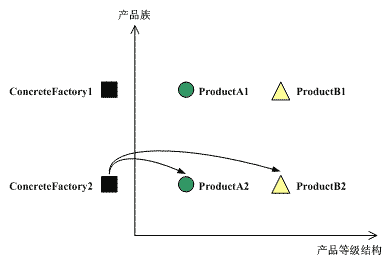 产品族
ConcreteFactory1 ProductA1 ProductB1
ConcreteFactory2 ProductA2 ProductB2
产品等级结构